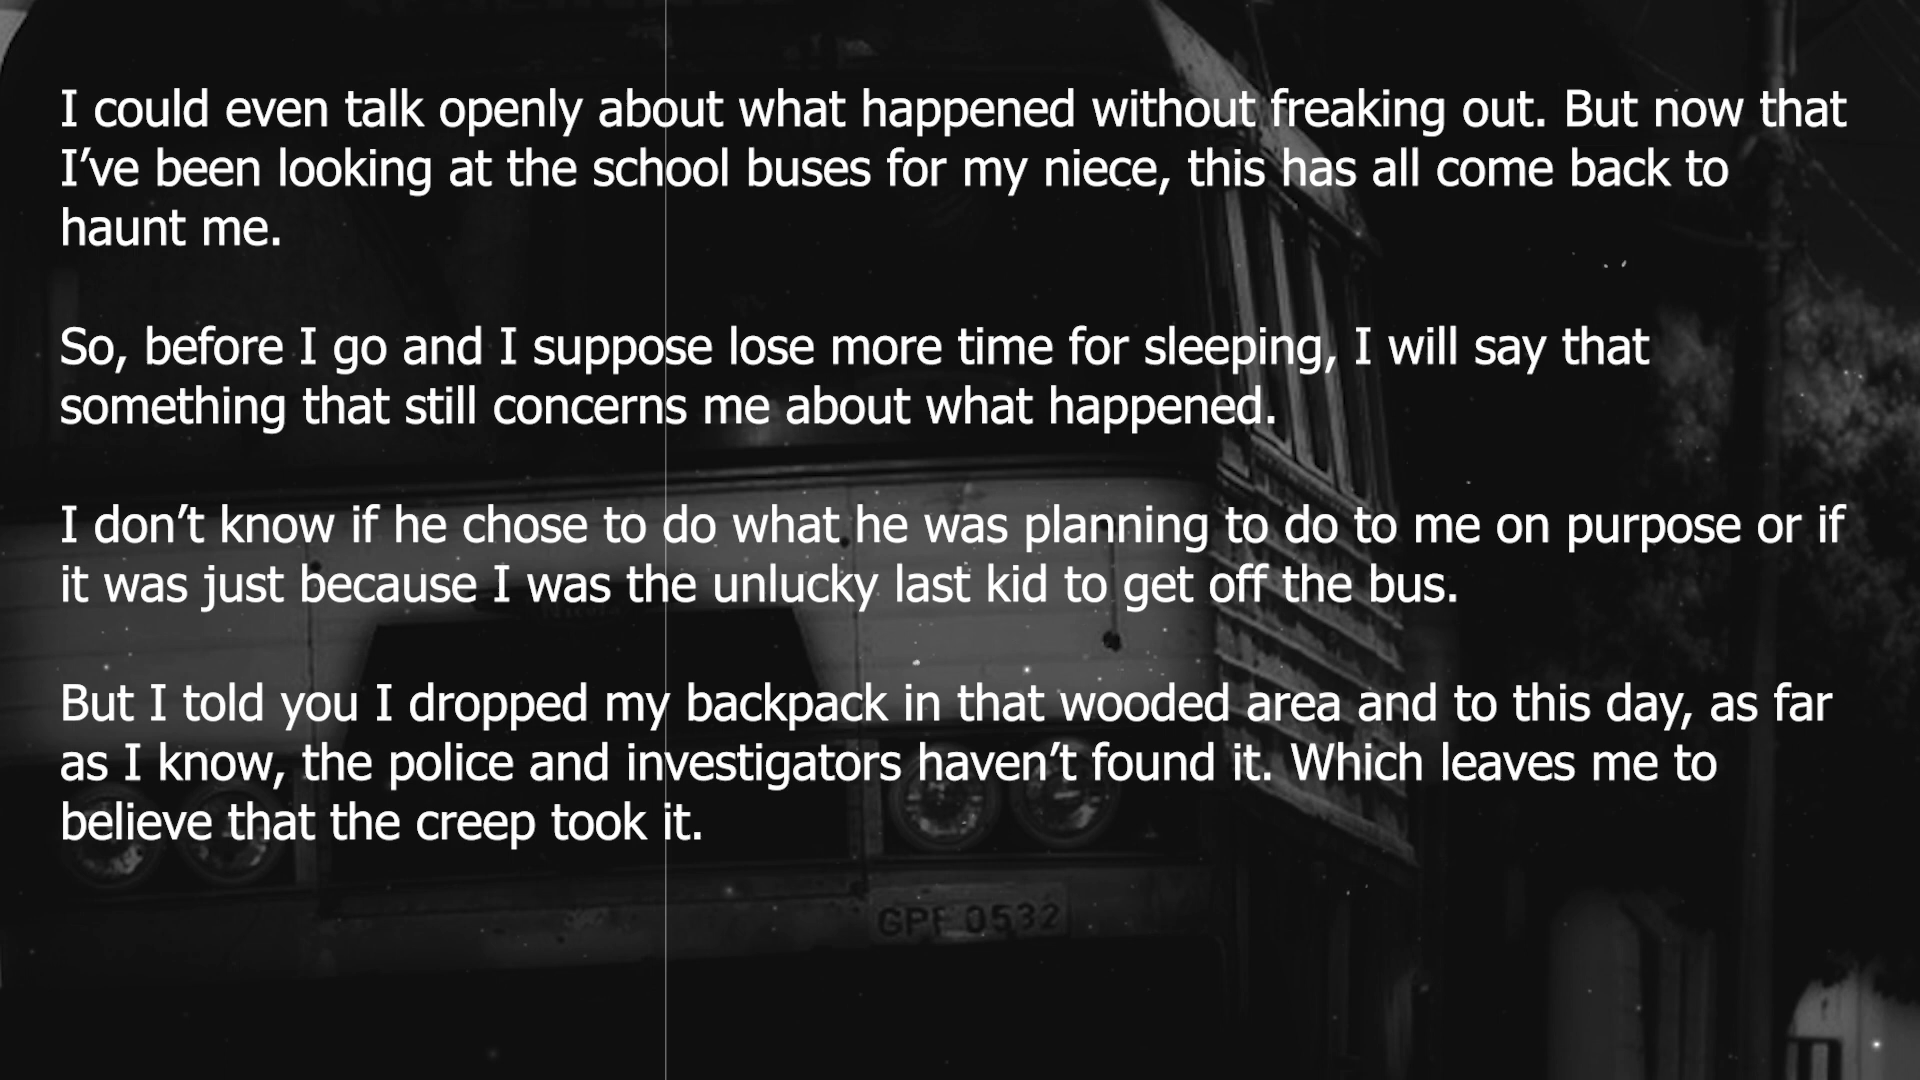 I could even talk openly about what happened without freaking out. But now that
I’ve been looking at the school buses for my niece, this has all come back to
haunt me.
So, before I go and I suppose lose more time for sleeping, I will say that
something that still concerns me about what happened.
I don’t know if he chose to do what he was planning to do to me on purpose or if
it was just because I was the unlucky last kid to get off the bus.
But I told you I dropped my backpack in that wooded area and to this day, as far
as I know, the police and investigators haven’t found it. Which leaves me to
believe that the creep took it.
GPF 0532